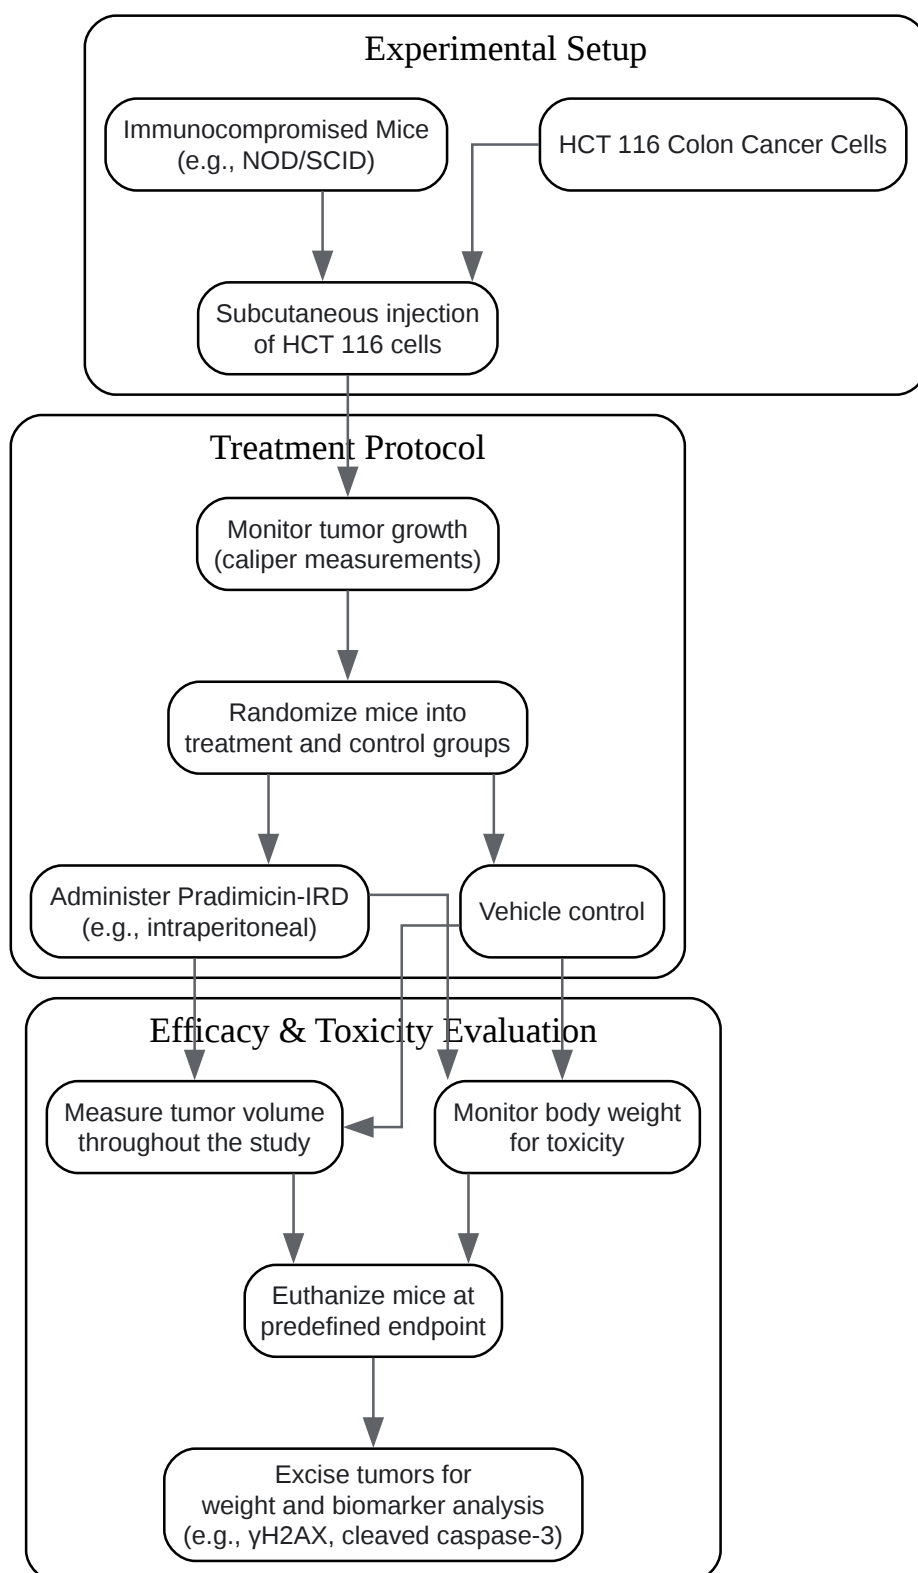 Experimental Setup
Immunocompromised Mice
(e.g., NOD/SCID)
HCT 116 Colon Cancer Cells
Subcutaneous injection
of HCT 116 cells
Treatment Protocol
Monitor tumor growth
(caliper measurements)
Randomize mice into
treatment and control groups
Administer Pradimicin-IRD
(e.g., intraperitoneal)
Vehicle control
Efficacy & Toxicity Evaluation
Measure tumor volume
throughout the study
Monitor body weight
for toxicity
Euthanize mice at
predefined endpoint
Excise tumors for
weight and biomarker analysis
(e.g., γH2AX, cleaved caspase-3)